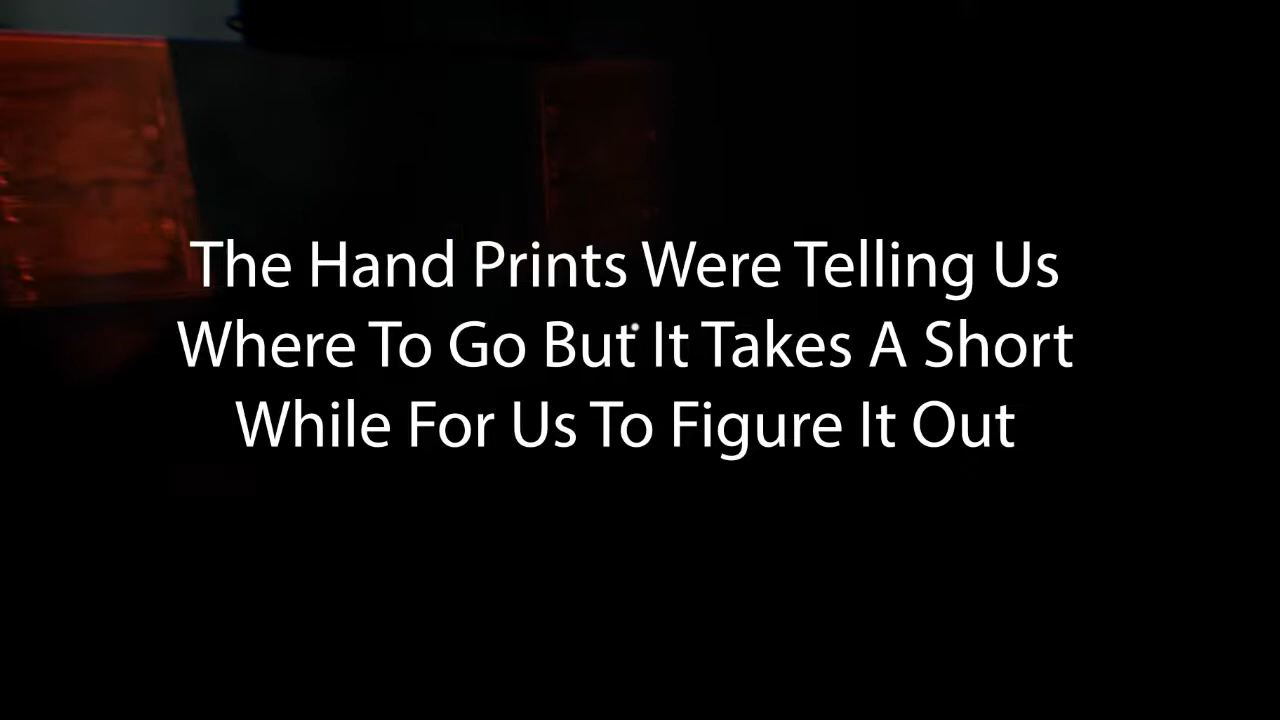 The Hand Prints Were Telling Us
Where To Go But It Takes A Short
While For Us To Figure It Out